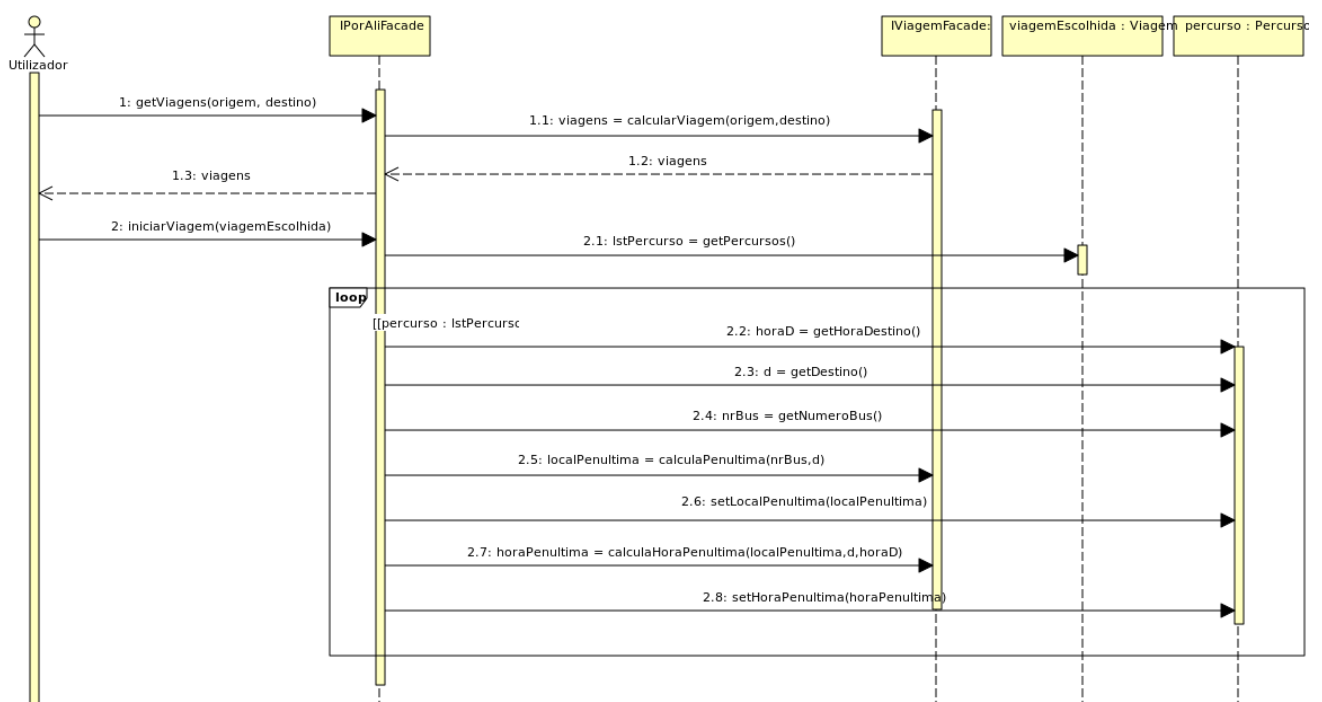 IPorAliFacade
IViagemFacade:
viagemEscolhida : Viagem
percurso : Percurso
Utilizador
1: getViagens(origem, destino)
1.1: viagens = calcularViagem(origem,destino)
1.2: viagens
1.3: viagens
2: iniciarViagem(viagemEscolhida)
2.1: lstPercurso = getPercursos()
loop
[[percurso : lstPercurso
2.2: horaD = getHoraDestino()
2.3: d = getDestino()
2.4: nrBus = getNumeroBus()
2.5: localPenultima = calculaPenultima(nrBus,d)
2.6: setLocalPenultima(localPenultima)
2.7: horaPenultima = calculaHoraPenultima(localPenultima,d,horaD)
2.8: setHoraPenultima(horaPenultima)